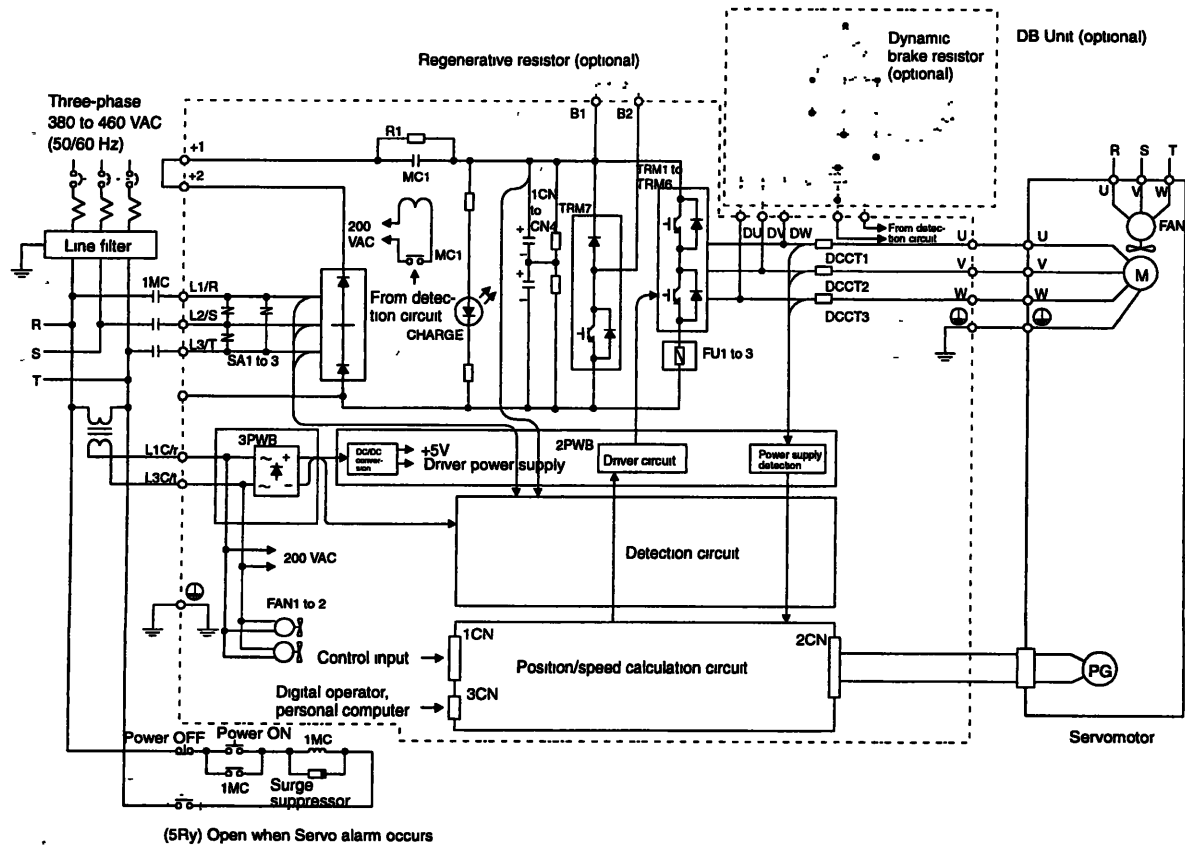 DB Unit (optional)
Dynamic
brake resistor
(optional)
Regenerative resistor (optional)
Three-phase
380 to 460 VAC
(50/60 Hz)
B1
B2
R1
+1
MC1
+2
TRM1 to
TRM6
1CN
to
CN4
TRM7
200
VAC
MC1
From detec-
tion circuit
CHARGE
+
−
+
−
R S T
U V W
FAN
DU DV DW
From detec-
tion circuit
U
U
DCCT1
V
V
M
DCCT2
W
W
DCCT3
Line filter
1MC
L1/R
R
L2/S
S
L3/T
SA1 to 3
T
FU1 to 3
3PWB
L1C/r
L3C/t
~ +
~ −
DC/DC
conver-
sion
+5V
Driver power supply
2PWB
Driver circuit
Power supply
detection
Detection circuit
200 VAC
FAN1 to 2
1CN
2CN
Control input
Position/speed calculation circuit
3CN
Digital operator,
personal computer
PG
Servomotor
Power OFF
Power ON
1MC
1MC
Surge
suppressor
(5Ry) Open when Servo alarm occurs